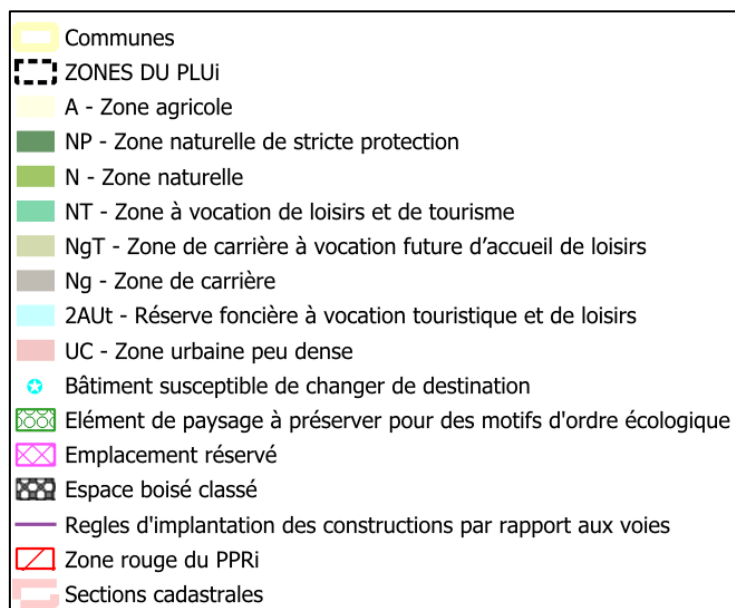 Communes
ZONES DU PLUi
A - Zone agricole
NP - Zone naturelle de stricte protection
N - Zone naturelle
NT - Zone à vocation de loisirs et de tourisme
NgT - Zone de carrière à vocation future d’accueil de loisirs
Ng - Zone de carrière
2AUt - Réserve foncière à vocation touristique et de loisirs
UC - Zone urbaine peu dense
Bâtiment susceptible de changer de destination
Elément de paysage à préserver pour des motifs d'ordre écologique
Emplacement réservé
Espace boisé classé
Regles d'implantation des constructions par rapport aux voies
Zone rouge du PPRi
Sections cadastrales